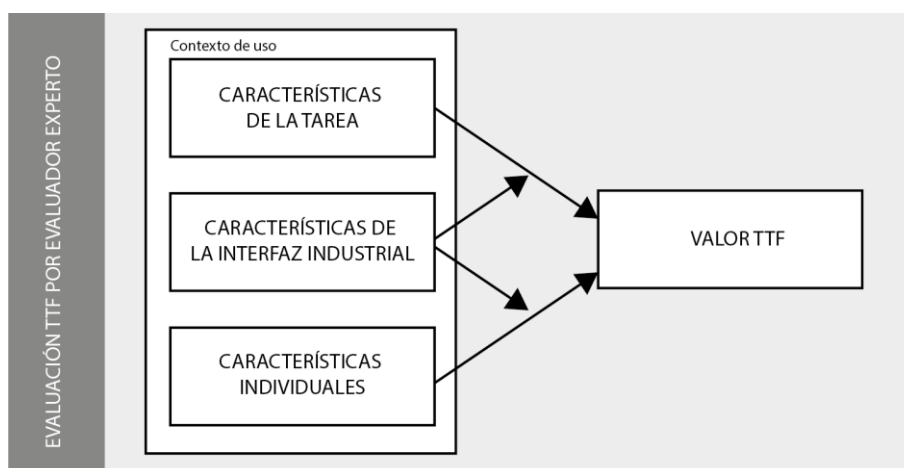 EVALUACIÓN TTF POR EVALUADOR EXPERTO
Contexto de uso
CARACTERÍSTICAS
DE LA TAREA
CARACTERÍSTICAS DE
LA INTERFAZ INDUSTRIAL
CARACTERÍSTICAS
INDIVIDUALES
VALOR TTF